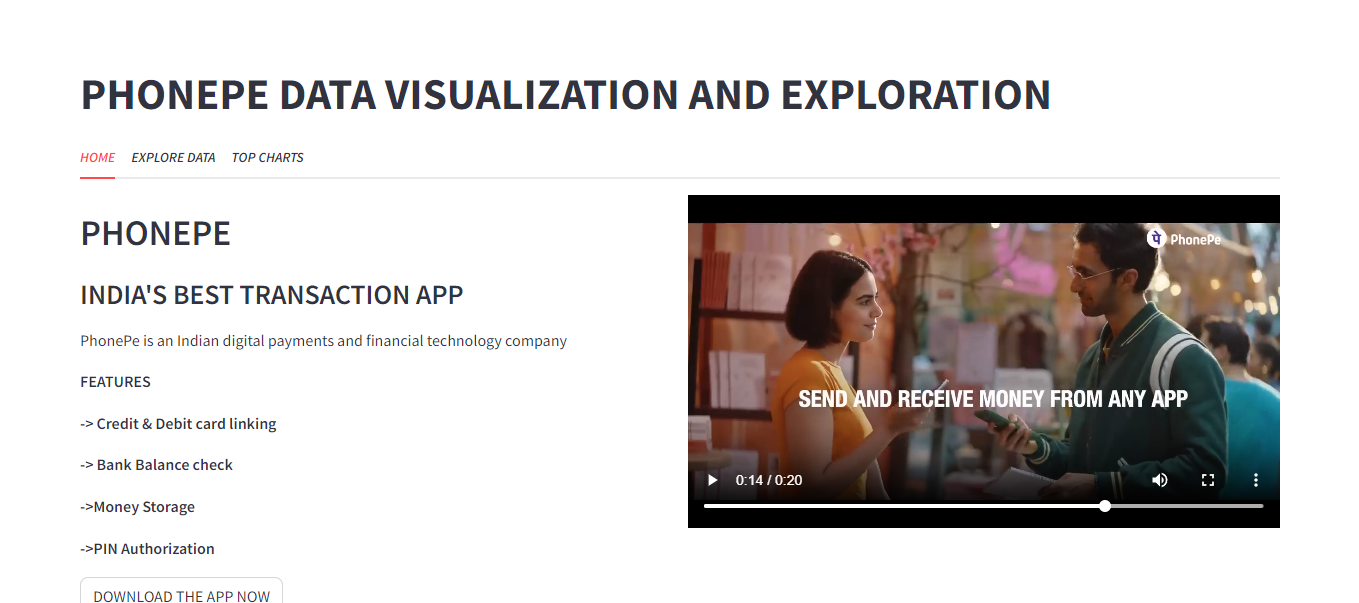 PHONEPE DATA VISUALIZATION AND EXPLORATION
HOME EXPLORE DATA TOP CHARTS
PHONEPE
INDIA'S BEST TRANSACTION APP
PhonePe is an Indian digital payments and financial technology company
FEATURES
-> Credit & Debit card linking
-> Bank Balance check
->Money Storage
->PIN Authorization
DOWNLOAD THE APP NOW
पे PhonePe
SEND AND RECEIVE MONEY FROM ANY APP
0:14 / 0:20